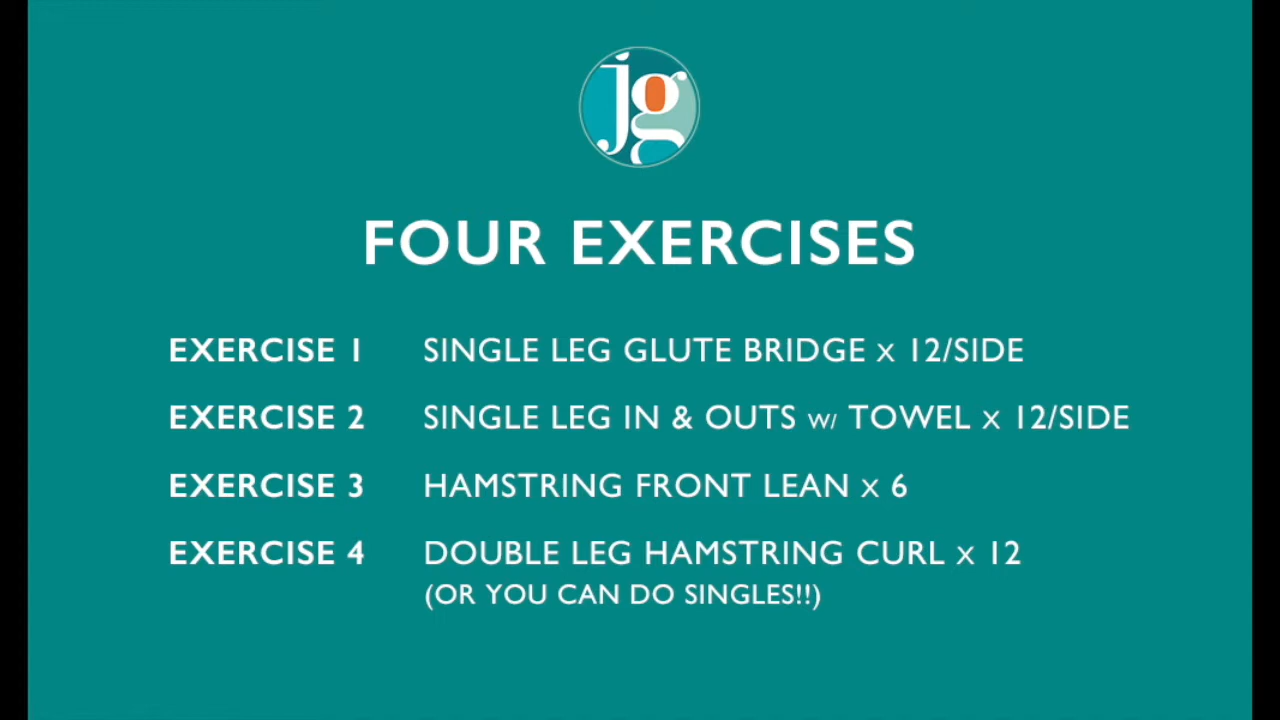 jg
FOUR EXERCISES
EXERCISE 1 SINGLE LEG GLUTE BRIDGE x 12/SIDE
EXERCISE 2 SINGLE LEG IN & OUTS w/ TOWEL x 12/SIDE
EXERCISE 3 HAMSTRING FRONT LEAN x 6
EXERCISE 4 DOUBLE LEG HAMSTRING CURL x 12
(OR YOU CAN DO SINGLES!!)